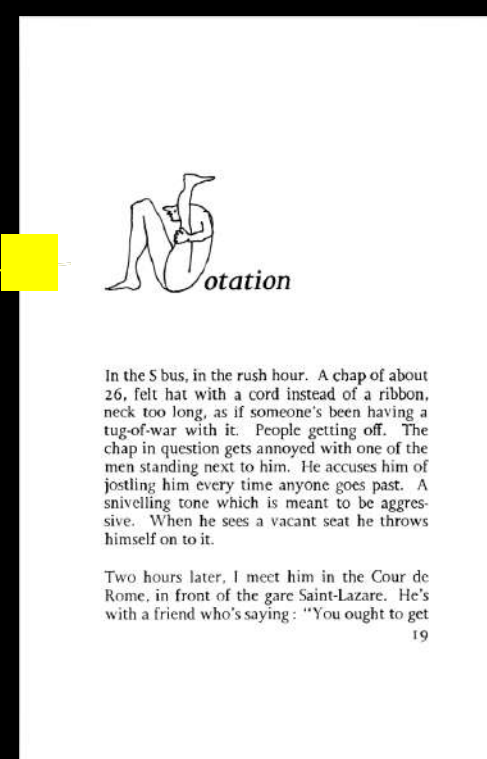 Notation
In the S bus, in the rush hour. A chap of about
26, felt hat with a cord instead of a ribbon,
neck too long, as if someone's been having a
tug-of-war with it. People getting off. The
chap in question gets annoyed with one of the
men standing next to him. He accuses him of
jostling him every time anyone goes past. A
snivelling tone which is meant to be aggres-
sive. When he sees a vacant seat he throws
himself on to it.
Two hours later, I meet him in the Cour de
Rome, in front of the gare Saint-Lazare. He's
with a friend who's saying : "You ought to get
19